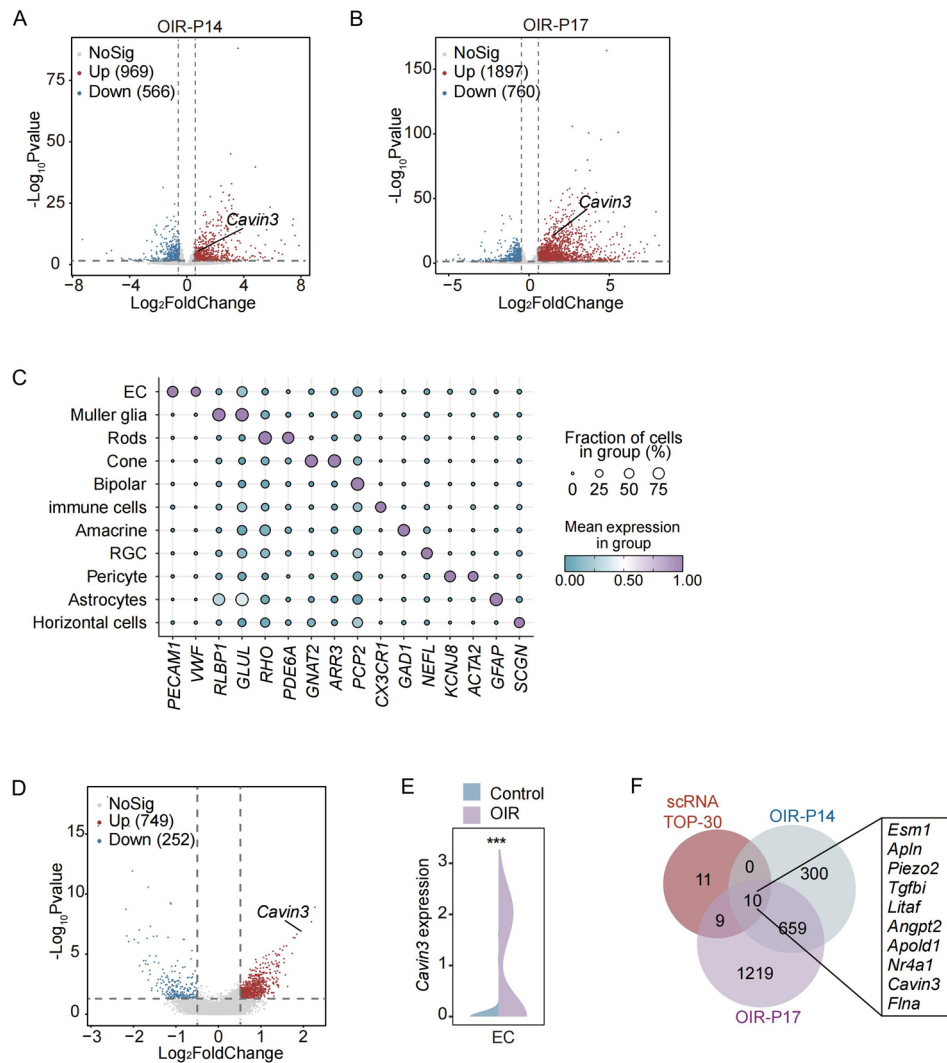 A
OIR-P14
NoSig
Up (969)
Down (566)
Cavin3
-Log₁₀Pvalue
75
50
25
0
−8
−4
0
4
8
Log₂FoldChange
B
OIR-P17
NoSig
Up (1897)
Down (760)
Cavin3
-Log₁₀Pvalue
150
100
50
0
−5
0
5
Log₂FoldChange
C
EC
Muller glia
Rods
Cone
Bipolar
immune cells
Amacrine
RGC
Pericyte
Astrocytes
Horizontal cells
PECAM1
VWF
RLBP1
GLUL
RHO
PDE6A
GNAT2
ARR3
PCP2
CX3CR1
GAD1
NEFL
KCNJ8
ACTA2
GFAP
SCGN
Fraction of cells
in group (%)
0 25 50 75
Mean expression
in group
0.00 0.50 1.00
D
NoSig
Up (749)
Down (252)
Cavin3
-Log₁₀Pvalue
15
10
5
0
−3
−2
−1
0
1
2
3
Log₂FoldChange
E
Control
OIR
***
Cavin3 expression
3
2
1
0
EC
F
scRNA
TOP-30
OIR-P14
11
0
300
10
9
659
1219
OIR-P17
Esm1
Apln
Piezo2
Tgfbi
Litaf
Angpt2
Apold1
Nr4a1
Cavin3
Flna